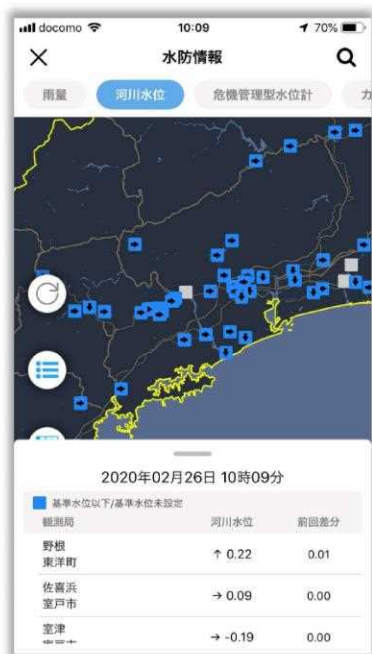 docomo 10:09 70%
水防情報
雨量 河川水位 危機管理型水位計 カ
2020年02月26日 10時09分
基準水位以下/基準水位未設定
観測局 河川水位 前回差分
野根
東洋町 ↑ 0.22 0.01
佐喜浜
室戸市 → 0.09 0.00
室津
→ -0.19 0.00